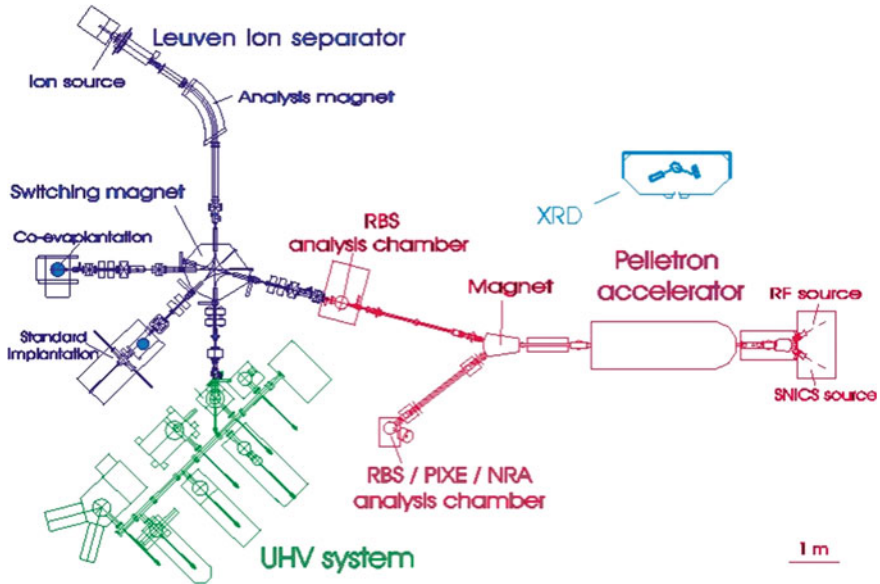 Leuven Ion separator
Ion source
Analysis magnet
Switching magnet
Co-evaplantation
Standard
Implantation
RBS
analysis chamber
XRD
Magnet
Pelletron
accelerator
RF source
SNICS source
RBS / PIXE / NRA
analysis chamber
UHV system
1 m